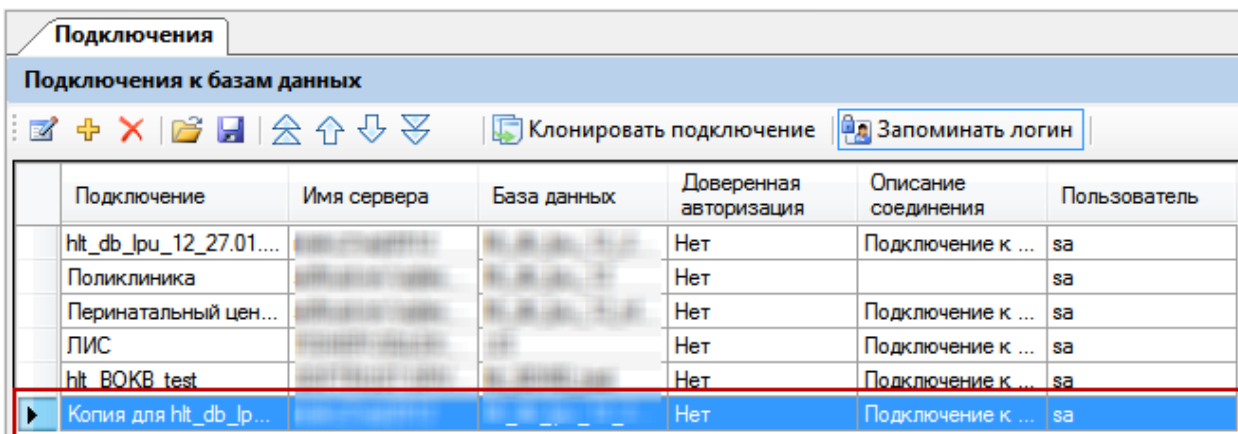 Подключения
Подключения к базам данных
Клонировать подключение Запоминать логин
Подключение Имя сервера База данных Доверенная авторизация Описание соединения Пользователь
hlt_db_lpu_12_27.01.... Нет Подключение к ... sa
Поликлиника Нет sa
Перинатальный цен... Нет Подключение к ... sa
ЛИС Нет Подключение к ... sa
hlt_BOKB_test Нет Подключение к ... sa
Копия для hlt_db_lp... Нет Подключение к ... sa